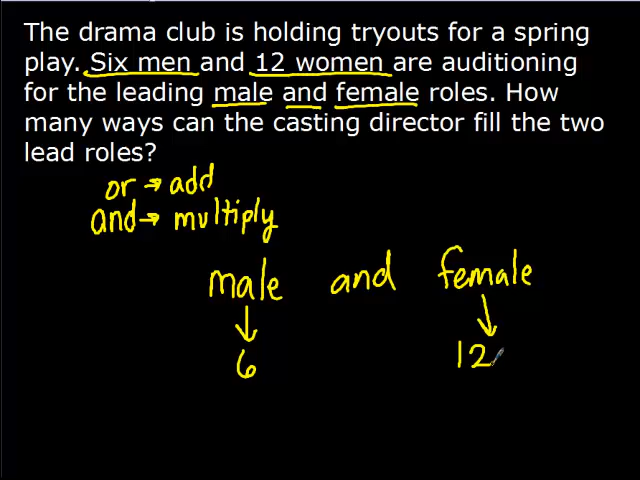 The drama club is holding tryouts for a spring
play. Six men and 12 women are auditioning
for the leading male and female roles. How
many ways can the casting director fill the two
lead roles?
or → add
and → multiply
male and female
6 12